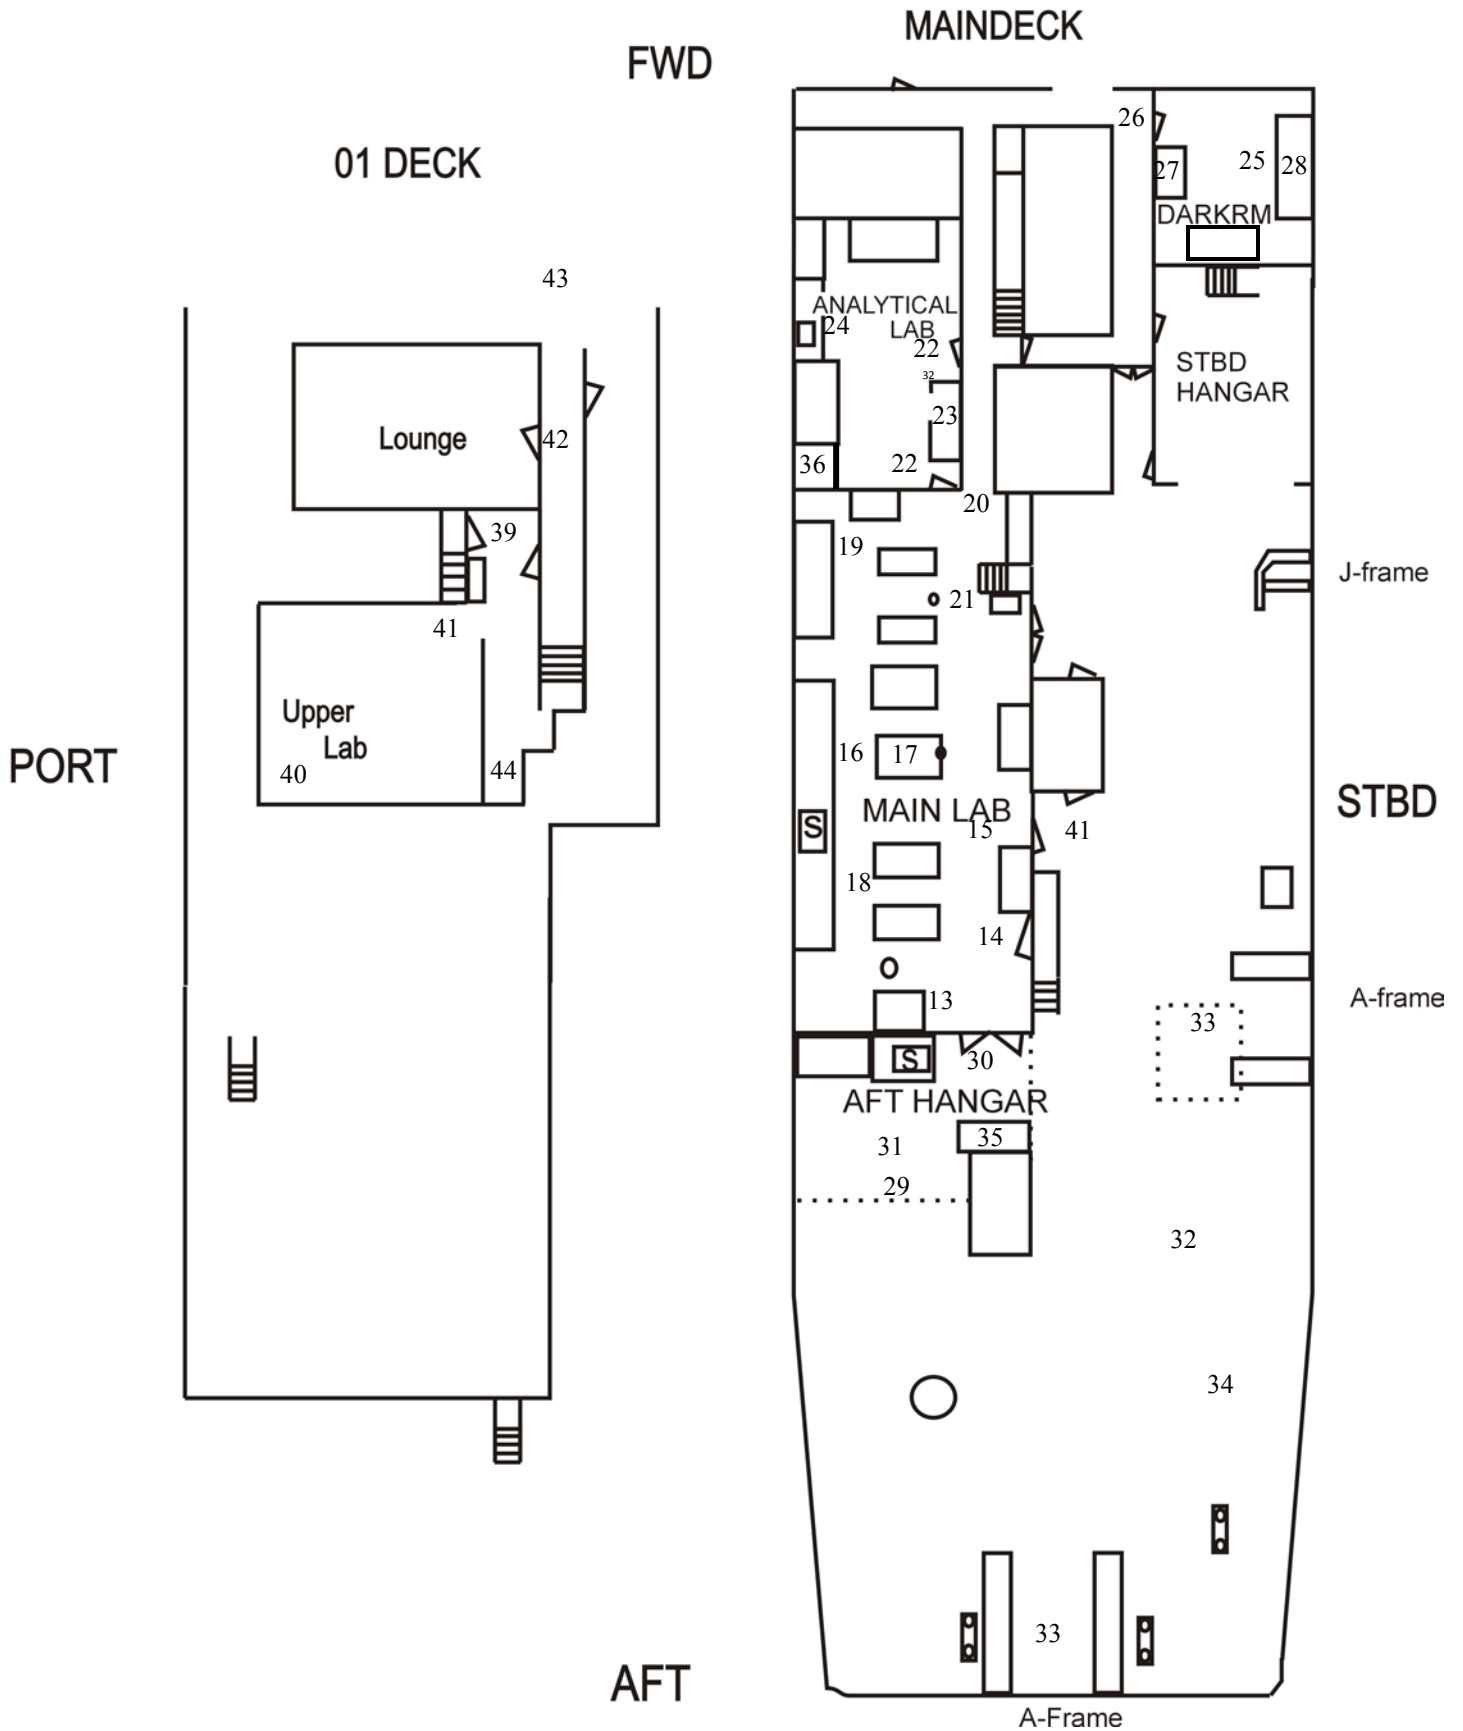 MAINDECK
FWD
01 DECK
26
25
28
27
DARKRM
43
ANALYTICAL
LAB
24
22
32
STBD
HANGAR
23
Lounge
42
36
22
20
39
19
J-frame
21
41
Upper
Lab
40
44
16
17
PORT
MAIN LAB
STBD
S
15
41
18
14
13
A-frame
33
30
S
AFT HANGAR
35
31
29
32
34
33
AFT
A-Frame